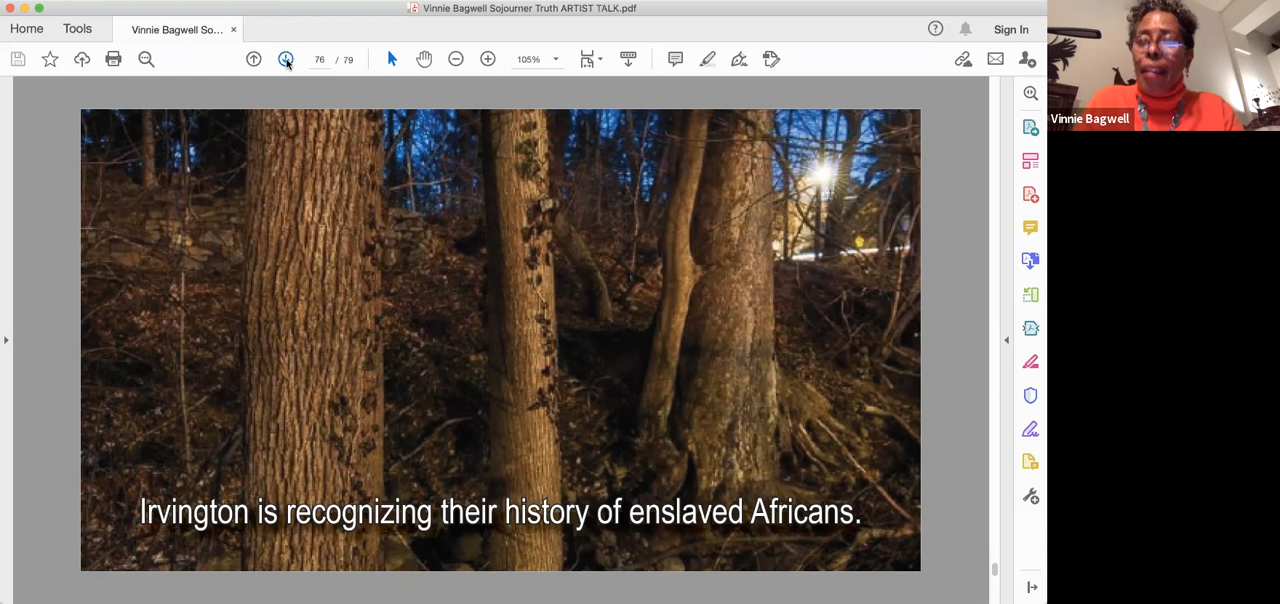 Vinnie Bagwell Sojourner Truth ARTIST TALK.pdf
Home
Tools
Vinnie Bagwell So...
Sign In
76 / 79
105%
Vinnie Bagwell
Irvington is recognizing their history of enslaved Africans.